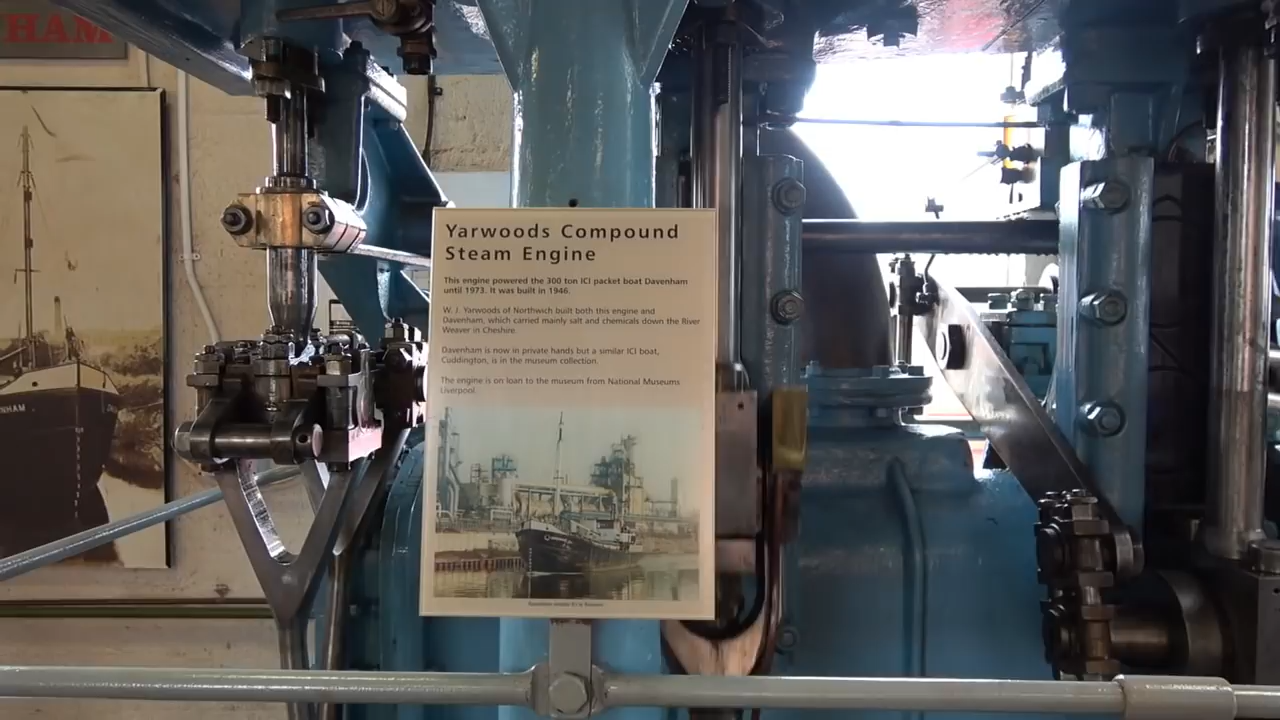 HAM
NHAM
Yarwoods Compound
Steam Engine
This engine powered the 300 ton ICI packet boat Davenham
until 1973. It was built in 1946.
W. J. Yarwoods of Northwich built both this engine and
Davenham, which carried mainly salt and chemicals down the River
Weaver in Cheshire.
Davenham is now in private hands but a similar ICI boat,
Cuddington, is in the museum collection.
The engine is on loan to the museum from National Museums
Liverpool.